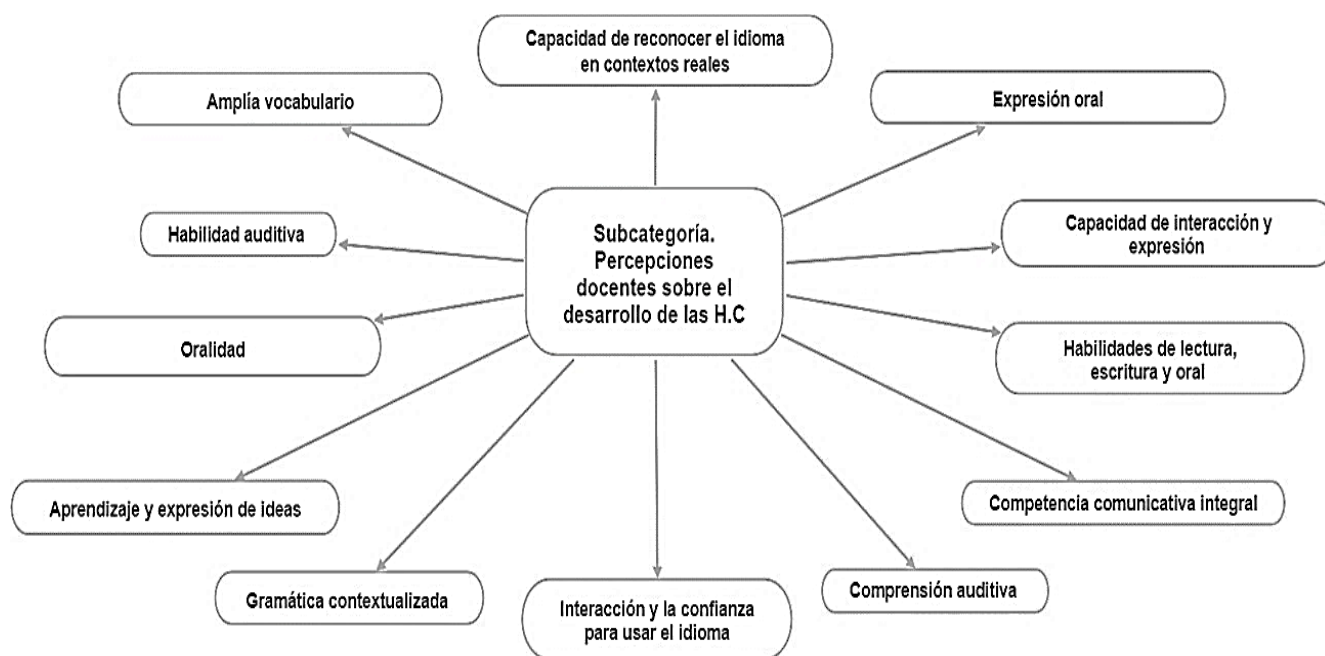 Capacidad de reconocer el idioma
en contextos reales
Amplía vocabulario
Expresión oral
Subcategoría.
Percepciones
docentes sobre el
desarrollo de las H.C
Habilidad auditiva
Capacidad de interacción y
expresión
Oralidad
Habilidades de lectura,
escritura y oral
Aprendizaje y expresión de ideas
Competencia comunicativa integral
Gramática contextualizada
Interacción y la confianza
para usar el idioma
Comprensión auditiva